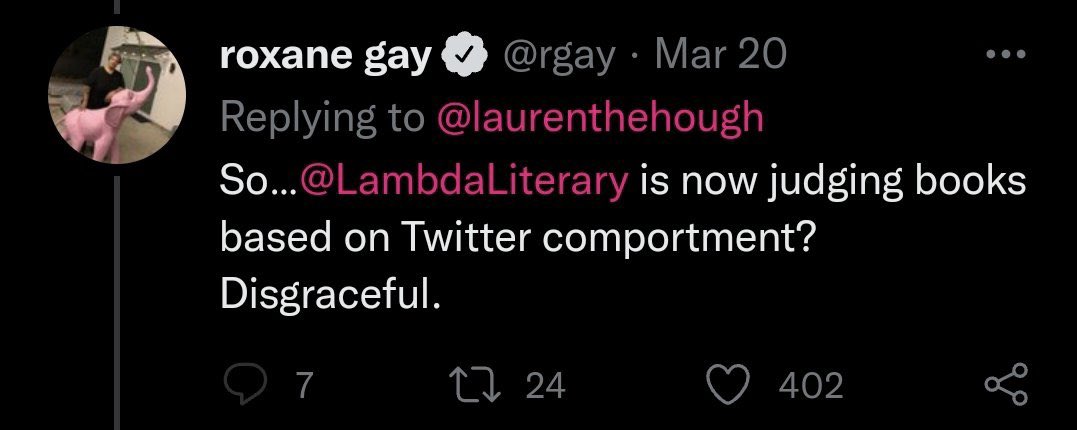 roxane gay @rgay · Mar 20
Replying to @laurenthehough
So...@LambdaLiterary is now judging books
based on Twitter comportment?
Disgraceful.
7 24 402